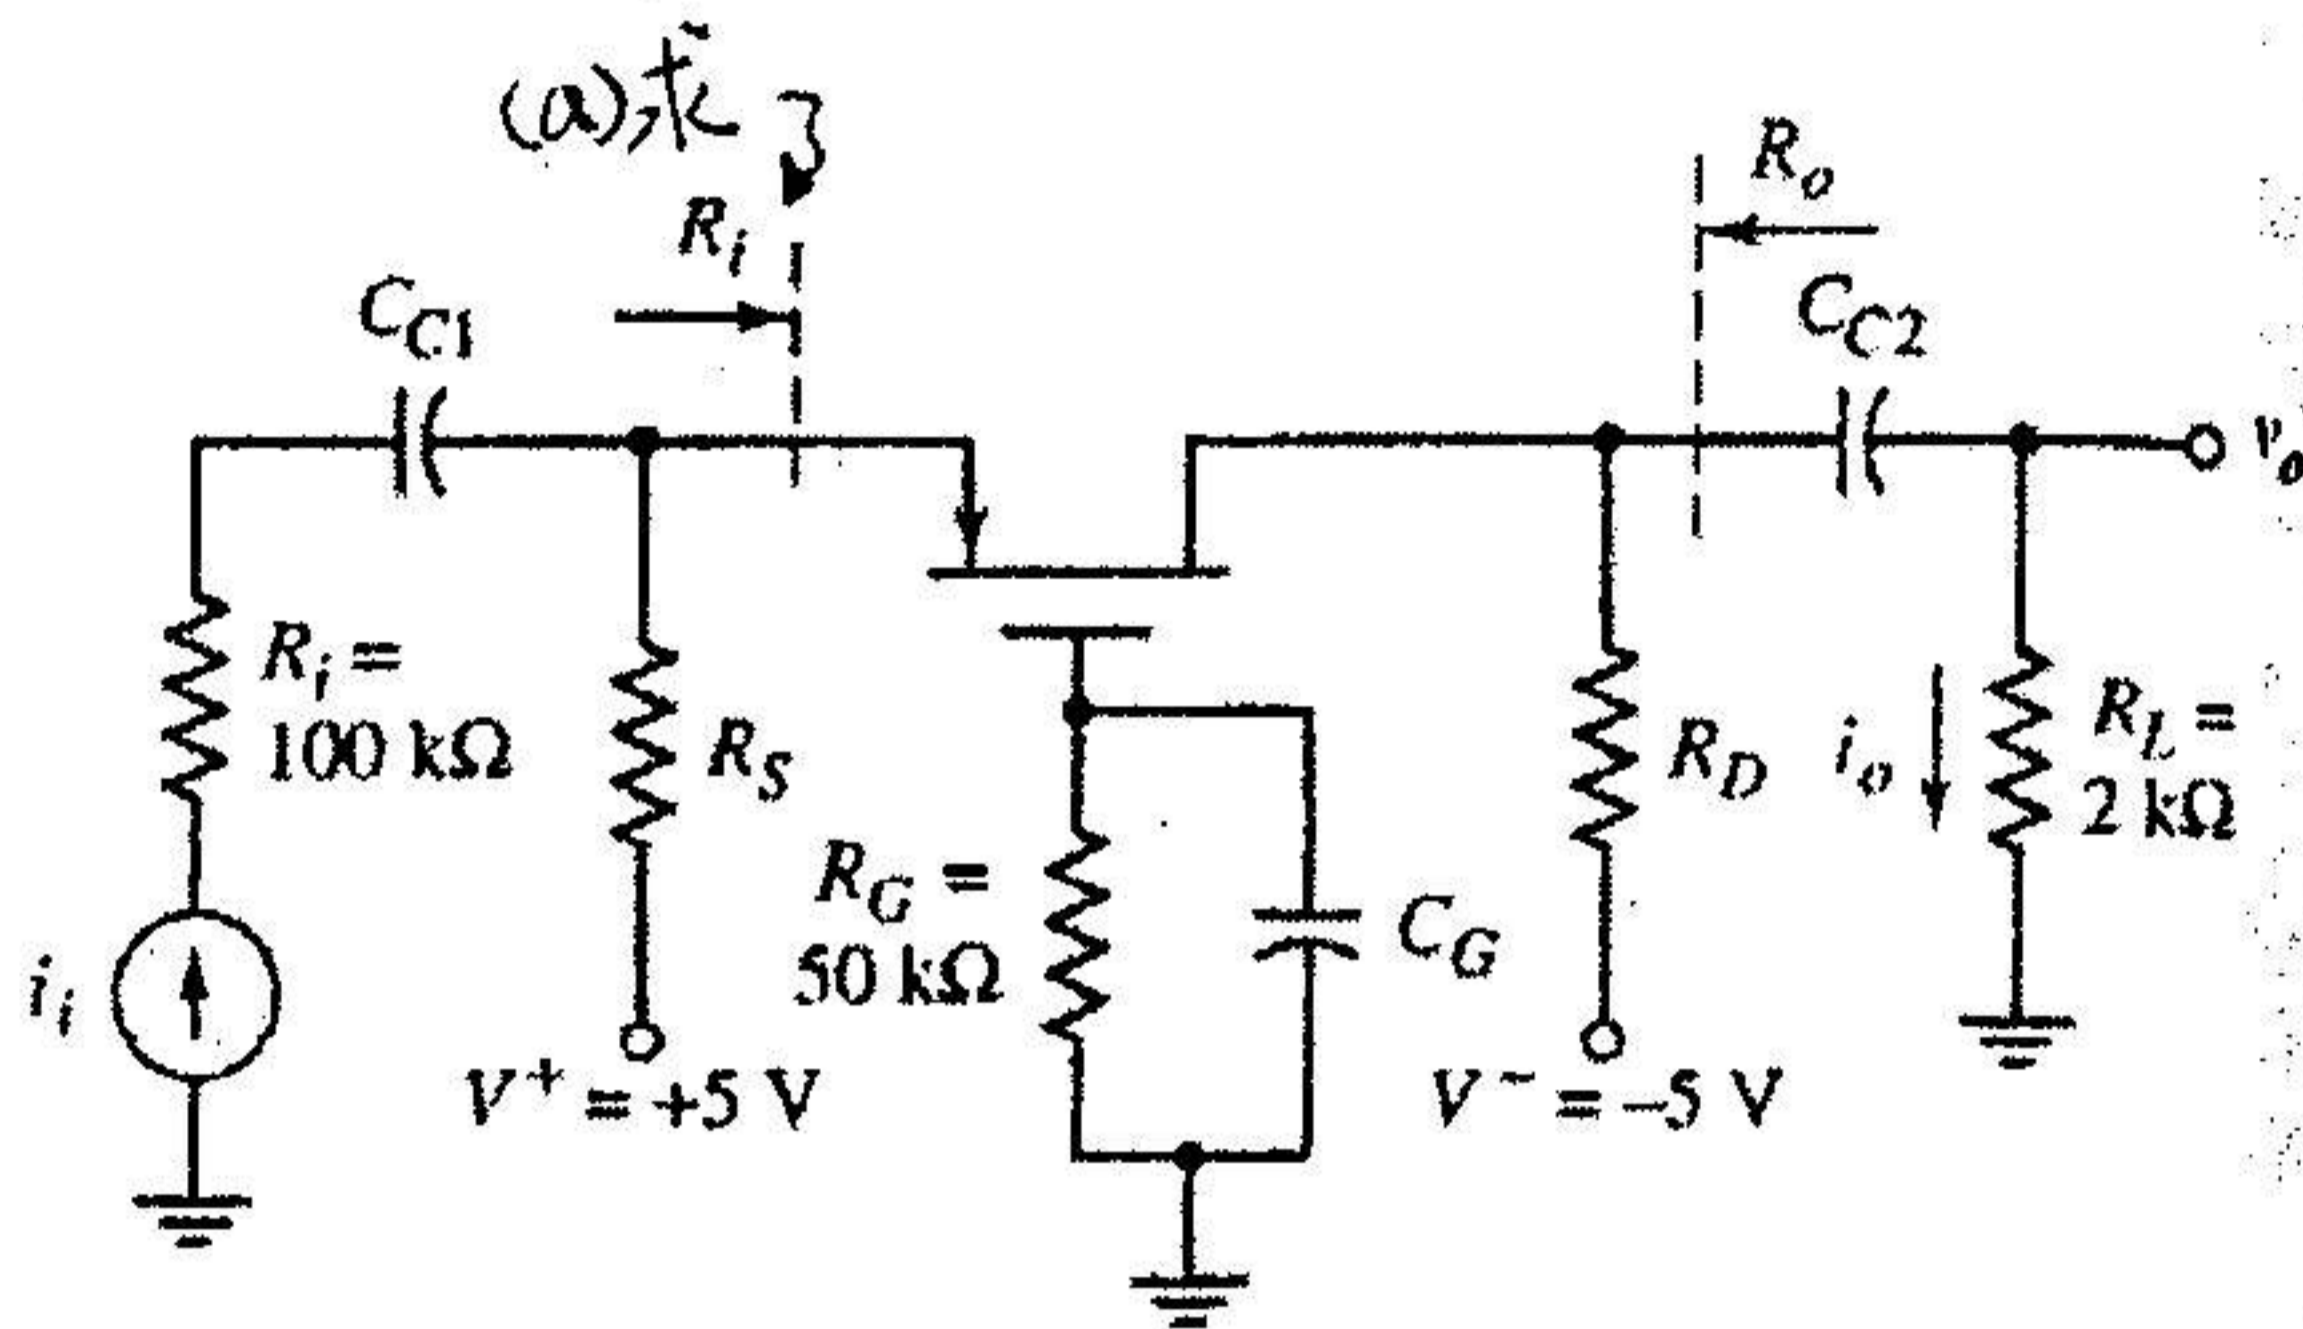 (a),求
R_i
R_o
C_C1
C_C2
v_o
R_i =
100 kΩ
R_S
R_G =
50 kΩ
C_G
R_D
i_o
R_L =
2 kΩ
i_i
V⁺ = +5 V
V⁻ = −5 V